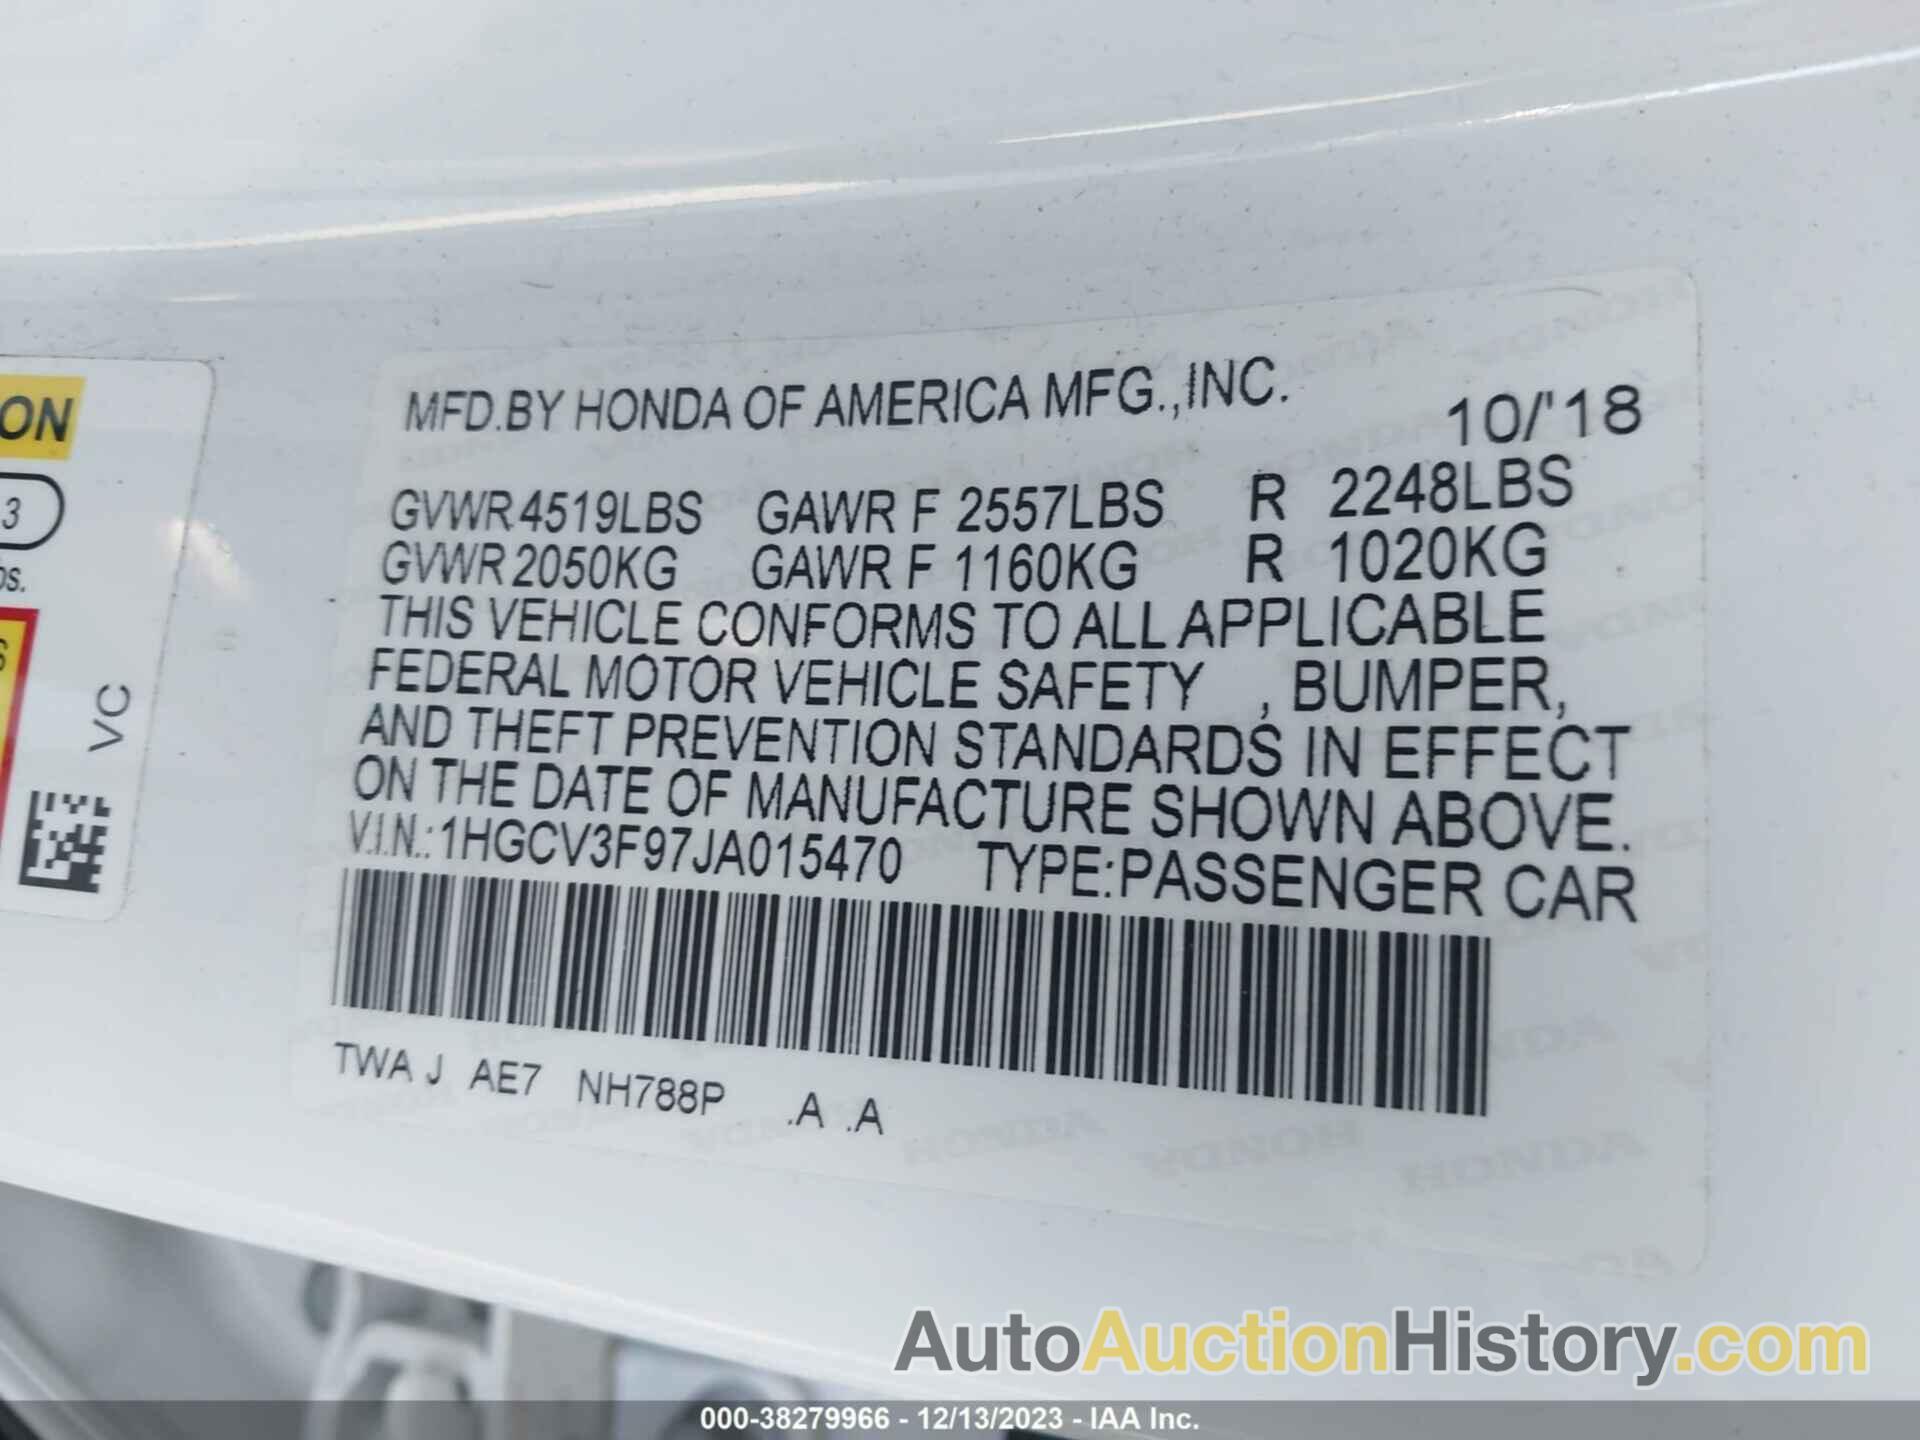 MFD.BY HONDA OF AMERICA MFG.,INC.
10/'18
GVWR 4519LBS GAWR F 2557LBS R 2248LBS
GVWR 2050KG GAWR F 1160KG R 1020KG
THIS VEHICLE CONFORMS TO ALL APPLICABLE
FEDERAL MOTOR VEHICLE SAFETY , BUMPER,
AND THEFT PREVENTION STANDARDS IN EFFECT
ON THE DATE OF MANUFACTURE SHOWN ABOVE.
V.I.N.: 1HGCV3F97JA015470 TYPE:PASSENGER CAR
TWA J AE7 NH788P .A .A
ON
3
VC
AutoAuctionHistory.com
000-38279966 - 12/13/2023 - IAA Inc.